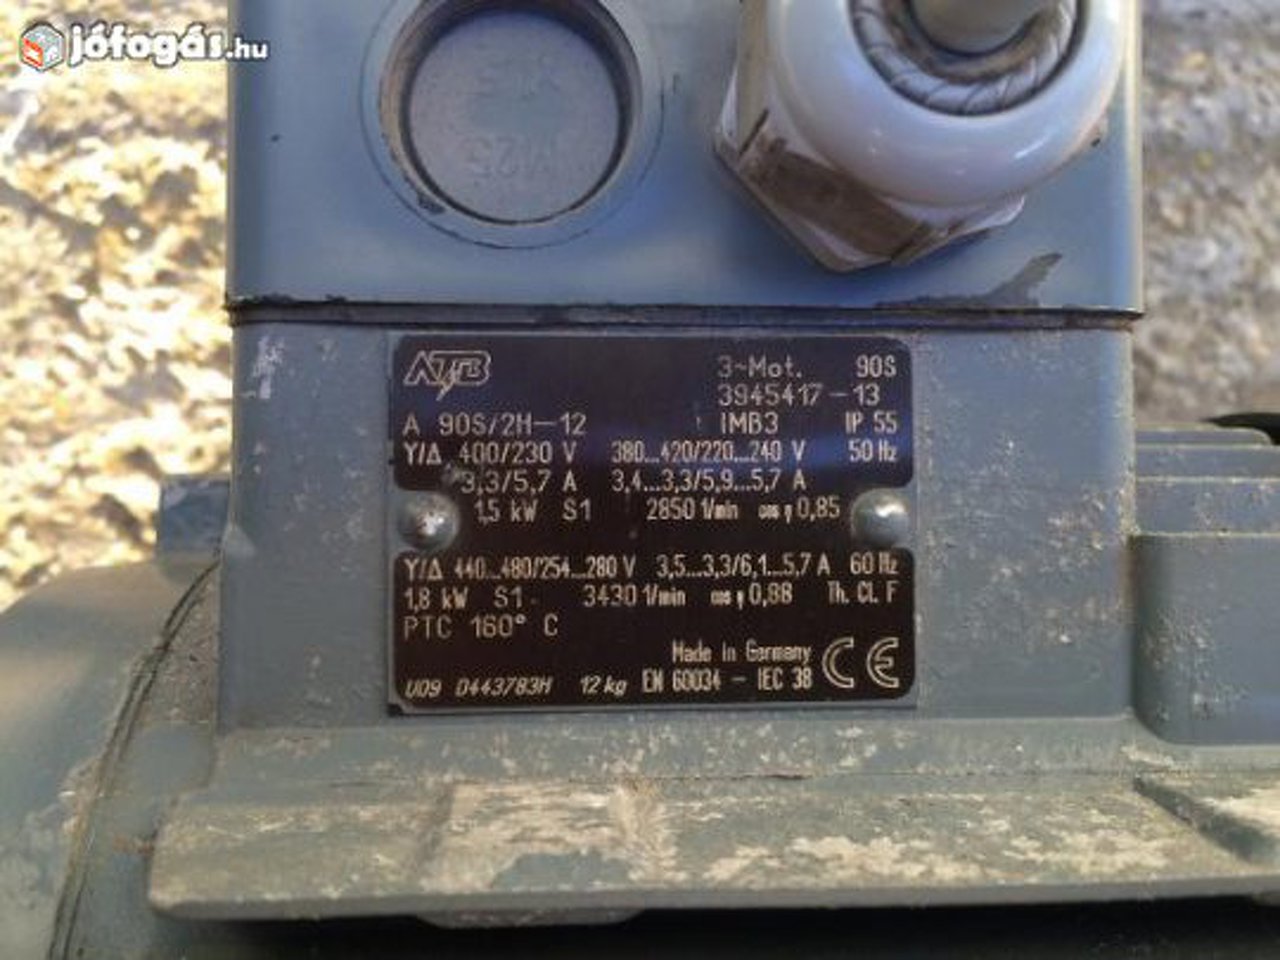 jófogás.hu
M25
ATB 3~Mot. 90S
3945417-13
A 90S/2H-12 IMB3 IP 55
Y/Δ 400/230 V 380...420/220...240 V 50 Hz
3,3/5,7 A 3,4...3,3/5,9...5,7 A
1,5 kW S1 2850 1/min cos φ 0,85
Y/Δ 440...480/254...280 V 3,5...3,3/6,1...5,7 A 60 Hz
1,8 kW S1 3430 1/min cos φ 0,88 Th. Cl. F
PTC 160° C
Made in Germany CE
U09 0443783H 12 kg EN 60034 - IEC 38